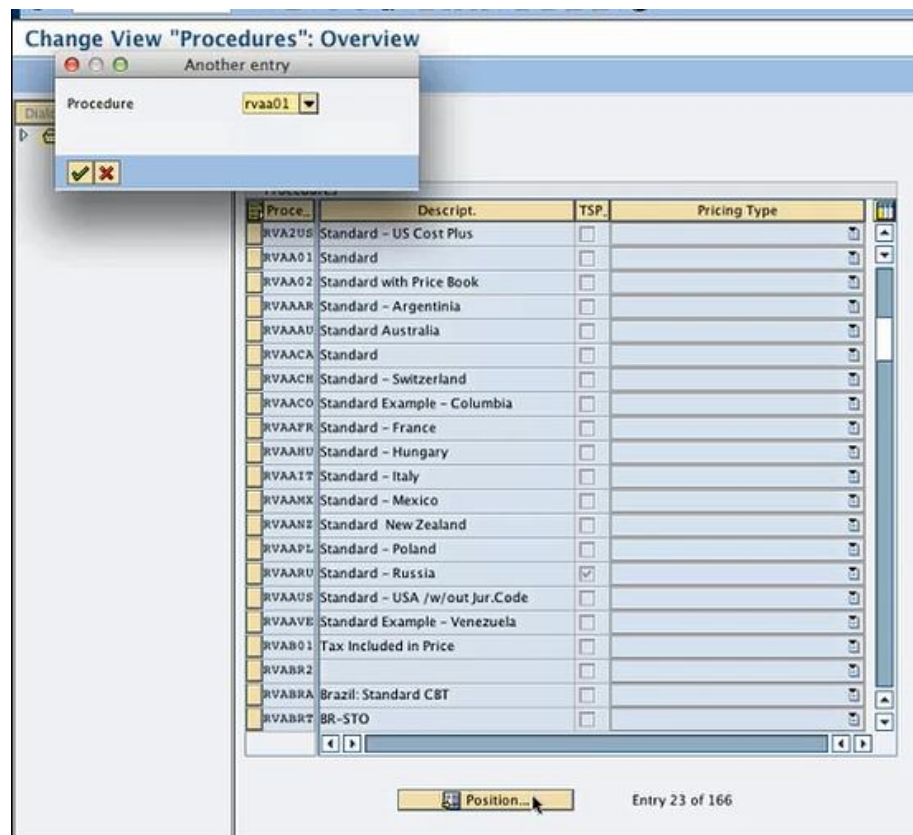 Change View "Procedures": Overview
Another entry
Procedure rvaa01
Proce.. Descript. TSP. Pricing Type
RVA2US Standard - US Cost Plus
RVAA01 Standard
RVAA02 Standard with Price Book
RVAAAR Standard - Argentinia
RVAAAU Standard Australia
RVAACA Standard
RVAACH Standard - Switzerland
RVAACO Standard Example - Columbia
RVAAFR Standard - France
RVAAHU Standard - Hungary
RVAAIT Standard - Italy
RVAAMX Standard - Mexico
RVAANZ Standard New Zealand
RVAAPL Standard - Poland
RVAARU Standard - Russia
RVAAUS Standard - USA /w/out Jur.Code
RVAAVE Standard Example - Venezuela
RVAB01 Tax Included in Price
RVABR2
RVABRA Brazil: Standard CBT
RVABRT BR-STO
Position... Entry 23 of 166